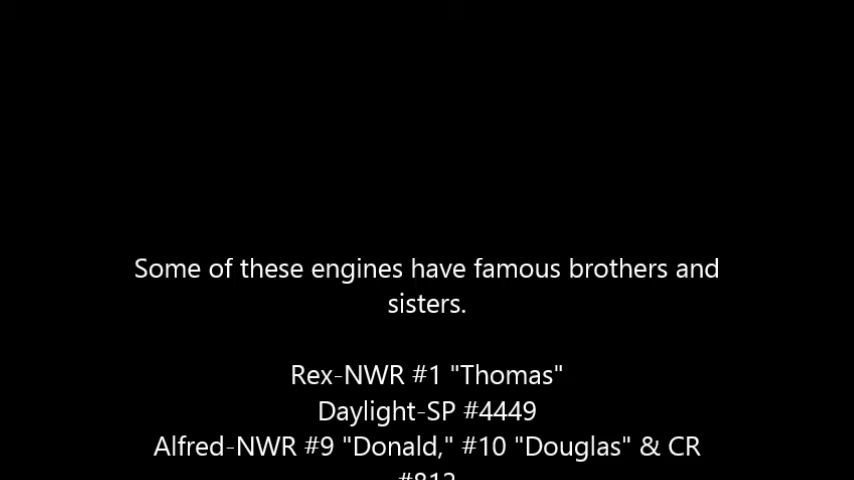 Some of these engines have famous brothers and
sisters.
Rex-NWR #1 "Thomas"
Daylight-SP #4449
Alfred-NWR #9 "Donald," #10 "Douglas" & CR